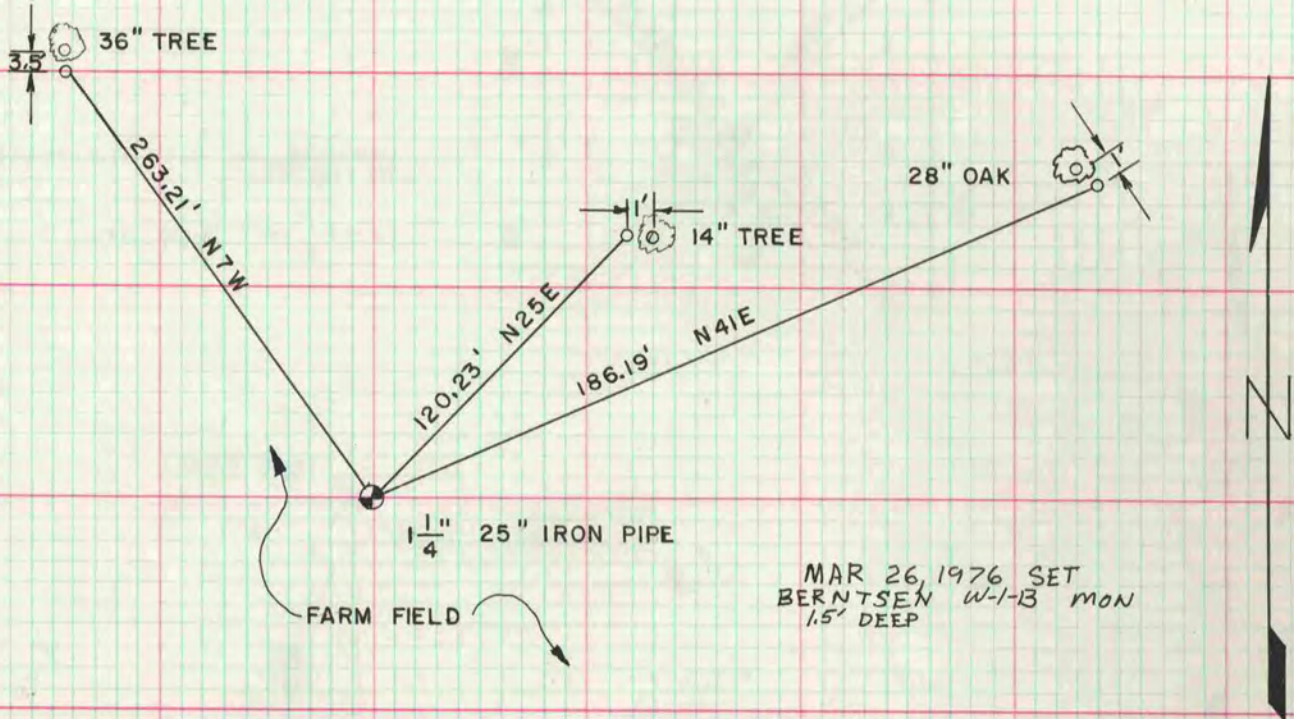 36" TREE
3.5'
263.21' N7W
28" OAK
1'
1'
14" TREE
120.23' N25E
186.19' N41E
N
1 1/4" 25" IRON PIPE
MAR 26, 1976 SET
BERNTSEN W-1-B MON
1.5' DEEP
FARM FIELD